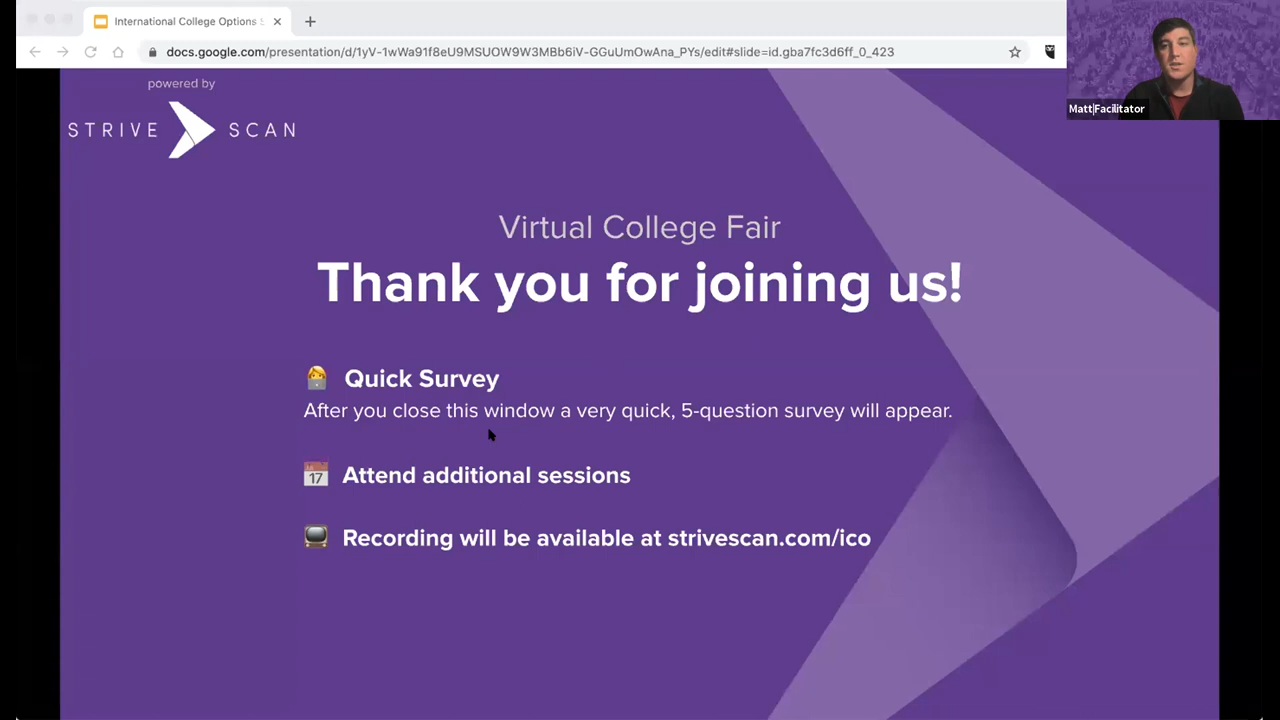 International College Options S
docs.google.com/presentation/d/1yV-1wWa91f8eU9MSUOW9W3MBb6iV-GGuUmOwAna_PYs/edit#slide=id.gba7fc3d6ff_0_423
Matt|Facilitator
powered by
STRIVE SCAN
Virtual College Fair
Thank you for joining us!
Quick Survey
After you close this window a very quick, 5-question survey will appear.
17
Attend additional sessions
Recording will be available at strivescan.com/ico